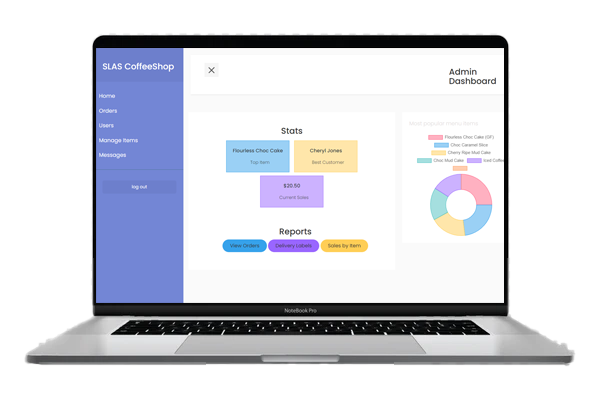 SLAS CoffeeShop
Home
Orders
Users
Manage Items
Messages
log out
Admin
Dashboard
Stats
Flourless Choc Cake
Top Item
Cheryl Jones
Best Customer
$20.50
Current Sales
Reports
View Orders
Delivery Labels
Sales by Item
Most popular menu items
Flourless Choc Cake (GF)
Choc Caramel Slice
Cherry Ripe Mud Cake
Choc Mud Cake
Iced Coffee
NoteBook Pro